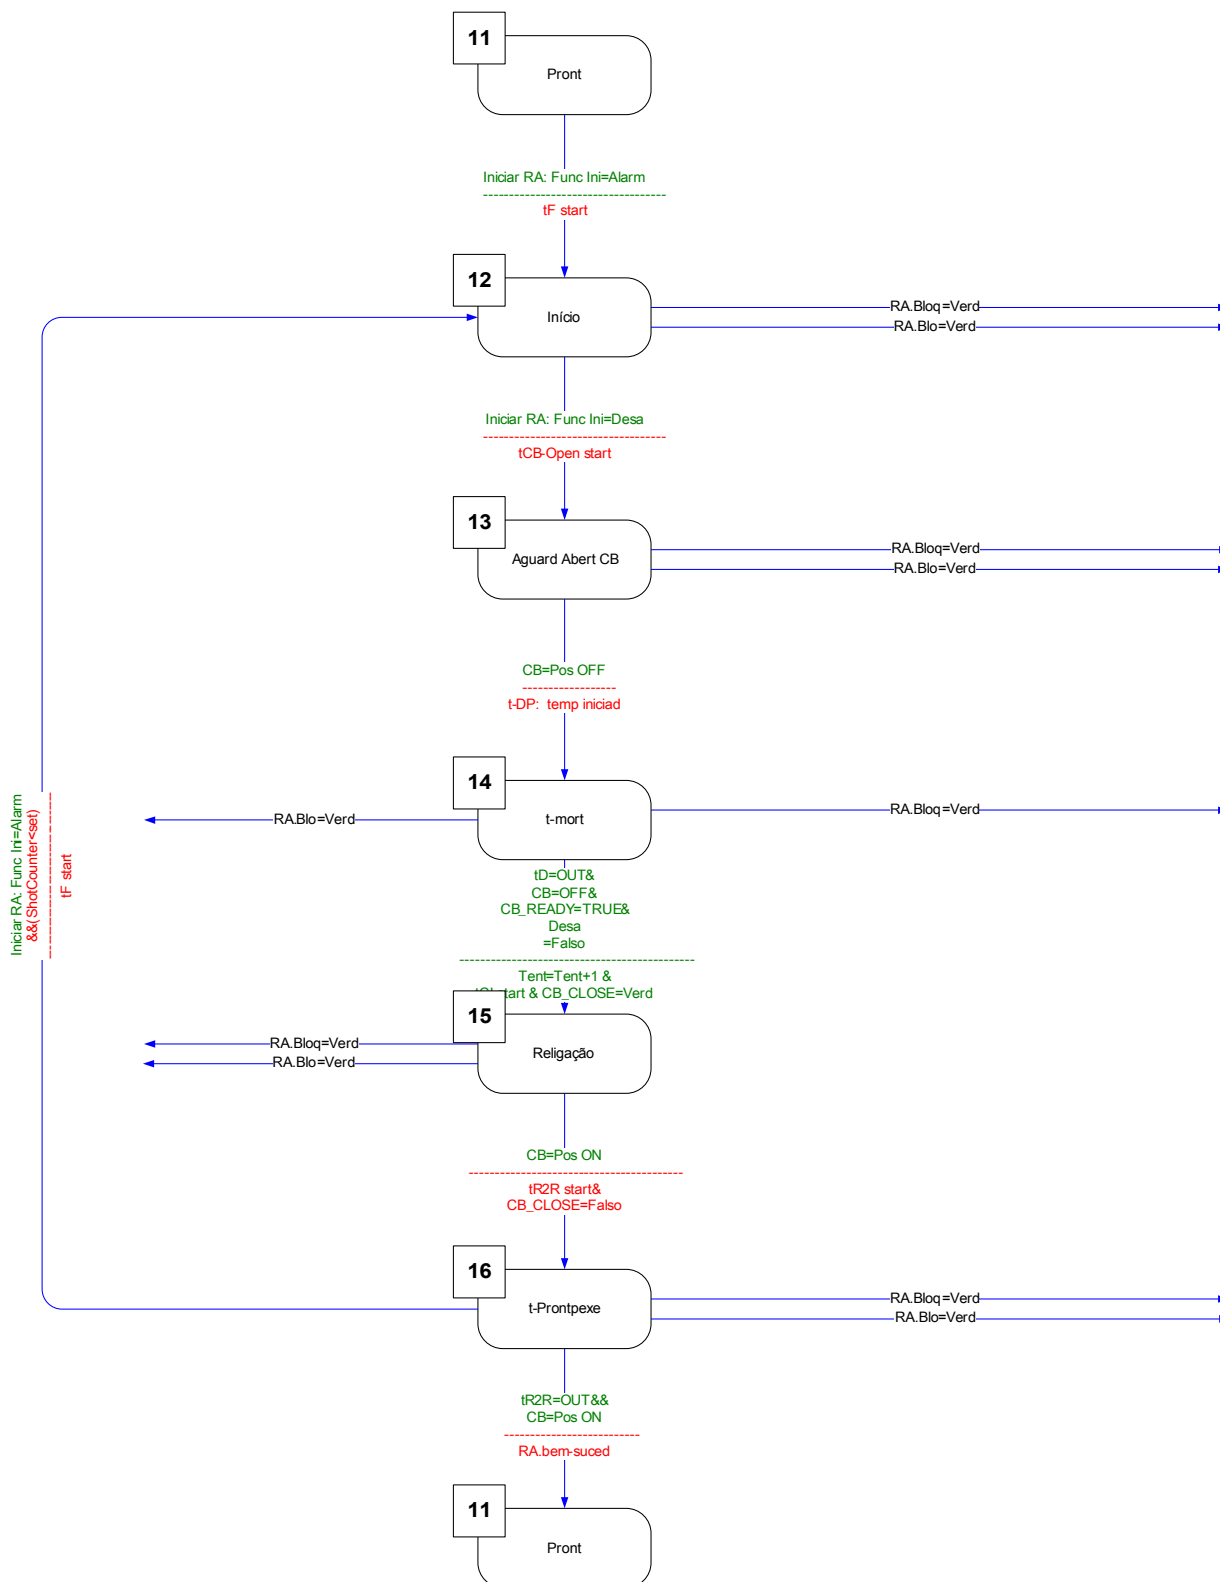 11
Pront
Iniciar RA: Func Ini=Alarm
tF start
12
Início
RA.Bloq=Verd
RA.Blo=Verd
Iniciar RA: Func Ini=Desa
tCB-Open start
13
Aguard Abert CB
RA.Bloq=Verd
RA.Blo=Verd
CB=Pos OFF
t-DP: temp iniciad
14
t-mort
RA.Blo=Verd
RA.Bloq=Verd
Iniciar RA: Func Ini=Alarm
&&(ShotCounter<set)
tF start
tD=OUT&
CB=OFF&
CB_READY=TRUE&
Desa
=Falso
Tent=Tent+1 &
start & CB_CLOSE=Verd
15
Religação
RA.Bloq=Verd
RA.Blo=Verd
CB=Pos ON
tR2R start&
CB_CLOSE=Falso
16
t-Prontpexe
RA.Bloq=Verd
RA.Blo=Verd
tR2R=OUT&&
CB=Pos ON
RA.bem-suced
11
Pront